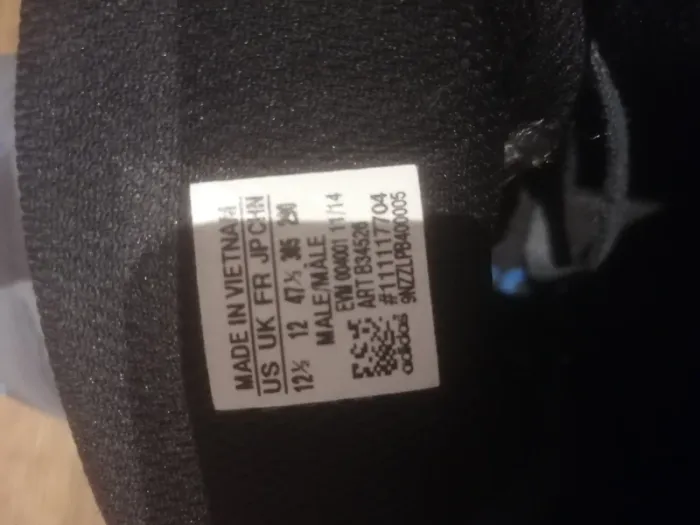 MADE IN VIETNAM
US UK FR JP CHN
12½ 12 47⅓ 305 290
MALE/MALE
EVM 004001 11/14
ART B34526
#111117704
9NZZLPB400005
adidas